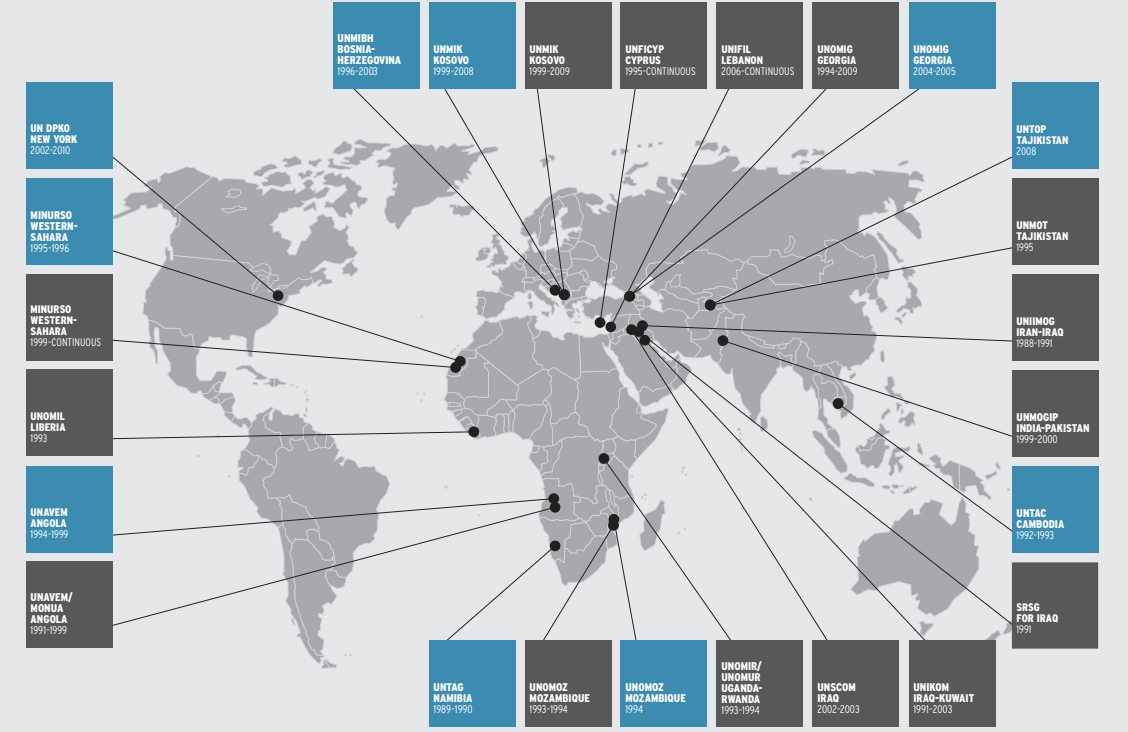 UNMIBH
BOSNIA-
HERZEGOVINA
1996-2003
UNMIK
KOSOVO
1999-2008
UNMIK
KOSOVO
1999-2009
UNFICYP
CYPRUS
1995-CONTINUOUS
UNIFIL
LEBANON
2006-CONTINUOUS
UNOMIG
GEORGIA
1994-2009
UNOMIG
GEORGIA
2004-2005
UN DPKO
NEW YORK
2002-2010
MINURSO
WESTERN-
SAHARA
1995-1996
MINURSO
WESTERN-
SAHARA
1999-CONTINUOUS
UNOMIL
LIBERIA
1993
UNAVEM
ANGOLA
1994-1999
UNAVEM/
MONUA
ANGOLA
1991-1999
UNTOP
TAJIKISTAN
2008
UNMOT
TAJIKISTAN
1995
UNIIMOG
IRAN-IRAQ
1988-1991
UNMOGIP
INDIA-PAKISTAN
1999-2000
UNTAC
CAMBODIA
1992-1993
SRSG
FOR IRAQ
1991
UNTAG
NAMIBIA
1989-1990
UNOMOZ
MOZAMBIQUE
1993-1994
UNOMOZ
MOZAMBIQUE
1994
UNOMIR/
UNOMUR
UGANDA-
RWANDA
1993-1994
UNSCOM
IRAQ
2002-2003
UNIKOM
IRAQ-KUWAIT
1991-2003